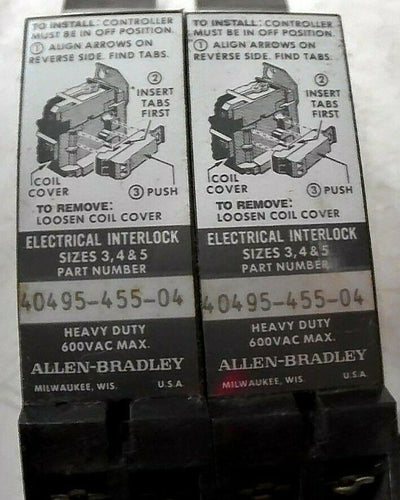 TO INSTALL: CONTROLLER
MUST BE IN OFF POSITION.
① ALIGN ARROWS ON
REVERSE SIDE. FIND TABS.
②
INSERT
TABS
FIRST
COIL
COVER
③ PUSH
TO REMOVE:
LOOSEN COIL COVER
ELECTRICAL INTERLOCK
SIZES 3, 4 & 5
PART NUMBER
40495-455-04
HEAVY DUTY
600VAC MAX.
ALLEN-BRADLEY
MILWAUKEE, WIS. U.S.A.
TO INSTALL: CONTROLLER
MUST BE IN OFF POSITION.
① ALIGN ARROWS ON
REVERSE SIDE. FIND TABS.
②
INSERT
TABS
FIRST
COIL
COVER
③ PUSH
TO REMOVE:
LOOSEN COIL COVER
ELECTRICAL INTERLOCK
SIZES 3, 4 & 5
PART NUMBER
40495-455-04
HEAVY DUTY
600VAC MAX.
ALLEN-BRADLEY
MILWAUKEE, WIS. U.S.A.